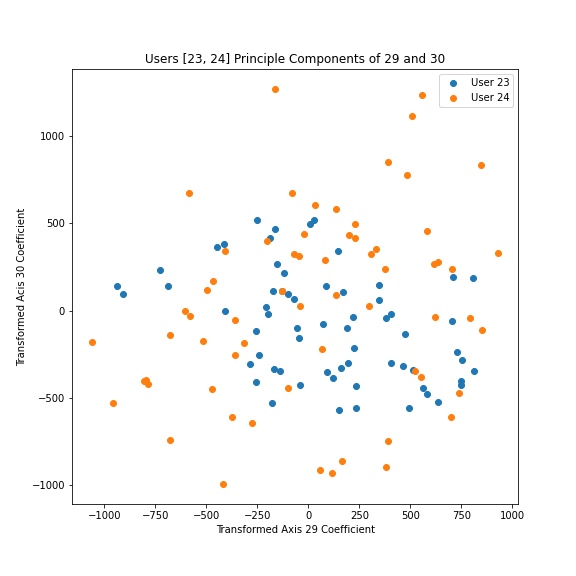 Users [23, 24] Principle Components of 29 and 30
User 23
User 24
1000
500
0
−500
−1000
Transformed Acis 30 Coefficient
−1000 −750 −500 −250 0 250 500 750 1000
Transformed Axis 29 Coefficient